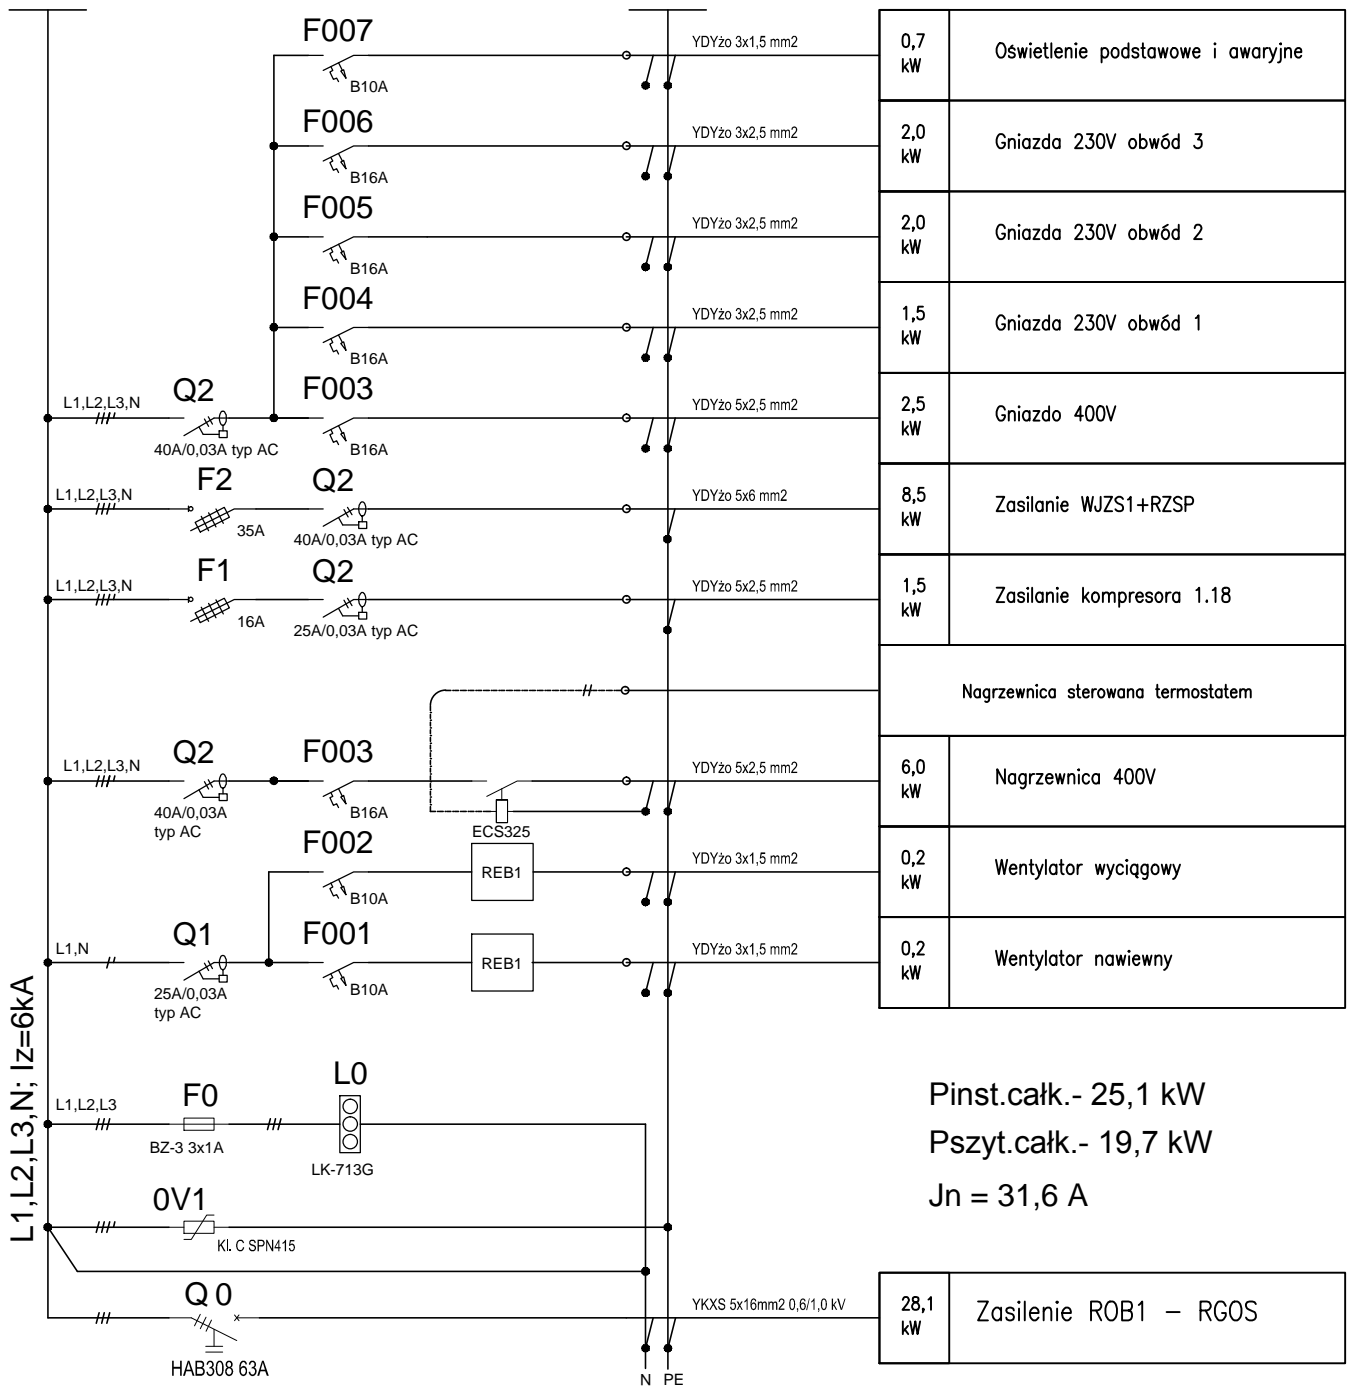 F007
B10A
YDYżo 3x1,5 mm2
0,7
kW
Oświetlenie podstawowe i awaryjne
F006
B16A
YDYżo 3x2,5 mm2
2,0
kW
Gniazda 230V obwód 3
F005
B16A
YDYżo 3x2,5 mm2
2,0
kW
Gniazda 230V obwód 2
F004
B16A
YDYżo 3x2,5 mm2
1,5
kW
Gniazda 230V obwód 1
L1,L2,L3,N
Q2
40A/0,03A typ AC
F003
B16A
YDYżo 5x2,5 mm2
2,5
kW
Gniazdo 400V
L1,L2,L3,N
F2
35A
Q2
40A/0,03A typ AC
YDYżo 5x6 mm2
8,5
kW
Zasilanie WJZS1+RZSP
L1,L2,L3,N
F1
16A
Q2
25A/0,03A typ AC
YDYżo 5x2,5 mm2
1,5
kW
Zasilanie kompresora 1.18
Nagrzewnica sterowana termostatem
L1,L2,L3,N
Q2
40A/0,03A
typ AC
F003
B16A
ECS325
YDYżo 5x2,5 mm2
6,0
kW
Nagrzewnica 400V
F002
B10A
REB1
YDYżo 3x1,5 mm2
0,2
kW
Wentylator wyciągowy
L1,N
Q1
25A/0,03A
typ AC
F001
B10A
REB1
YDYżo 3x1,5 mm2
0,2
kW
Wentylator nawiewny
L1,L2,L3,N; Iz=6kA
L1,L2,L3
F0
BZ-3 3x1A
L0
LK-713G
Pinst.całk.- 25,1 kW
Pszyt.całk.- 19,7 kW
Jn = 31,6 A
0V1
Kl. C SPN415
Q 0
HAB308 63A
YKXS 5x16mm2 0,6/1,0 kV
28,1
kW
Zasilenie ROB1 – RGOS
N PE